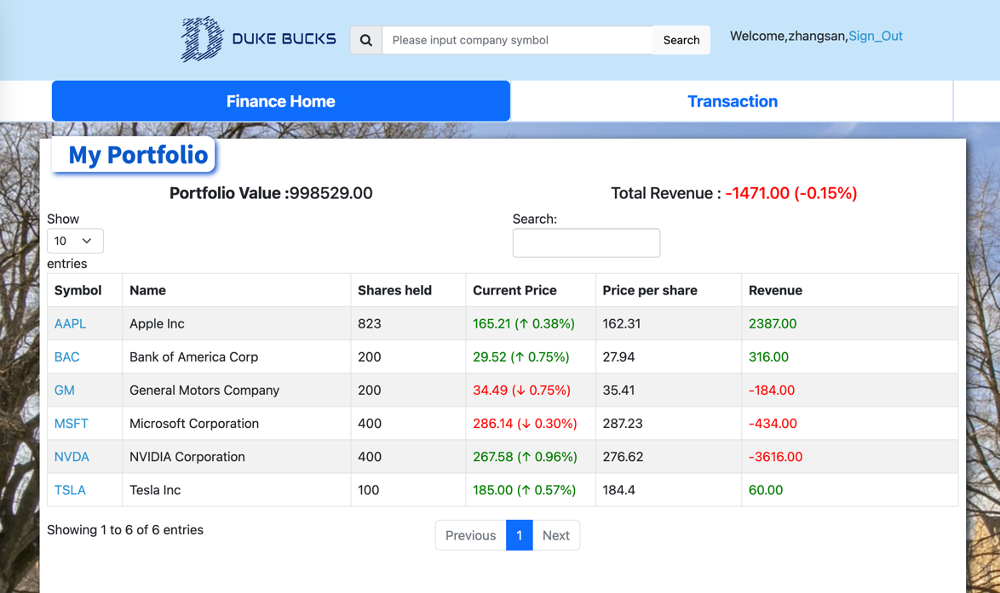 DUKE BUCKS Please input company symbol Search Welcome,zhangsan,Sign_Out
Finance Home Transaction
My Portfolio
Portfolio Value :998529.00 Total Revenue : -1471.00 (-0.15%)
Show Search:
10
entries
Symbol Name Shares held Current Price Price per share Revenue
AAPL Apple Inc 823 165.21 (↑ 0.38%) 162.31 2387.00
BAC Bank of America Corp 200 29.52 (↑ 0.75%) 27.94 316.00
GM General Motors Company 200 34.49 (↓ 0.75%) 35.41 -184.00
MSFT Microsoft Corporation 400 286.14 (↓ 0.30%) 287.23 -434.00
NVDA NVIDIA Corporation 400 267.58 (↑ 0.96%) 276.62 -3616.00
TSLA Tesla Inc 100 185.00 (↑ 0.57%) 184.4 60.00
Showing 1 to 6 of 6 entries Previous 1 Next